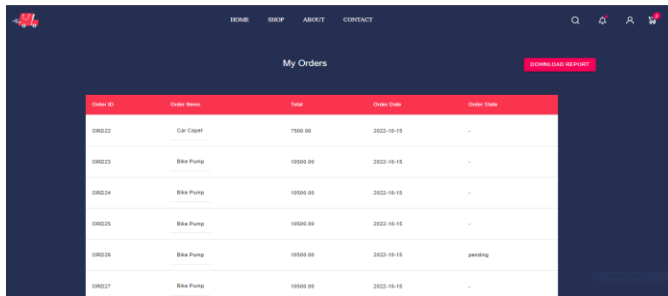 HOME SHOP ABOUT CONTACT
My Orders
DOWNLOAD REPORT
Order ID Order Items Total Order Date Order State
ORD22 Car Capet 7500.00 2022-10-15 -
ORD23 Bike Pump 10500.00 2022-10-15 -
ORD24 Bike Pump 10500.00 2022-10-15 -
ORD25 Bike Pump 10500.00 2022-10-15 -
ORD26 Bike Pump 10500.00 2022-10-15 pending
ORD27 Bike Pump 10500.00 2022-10-15 -